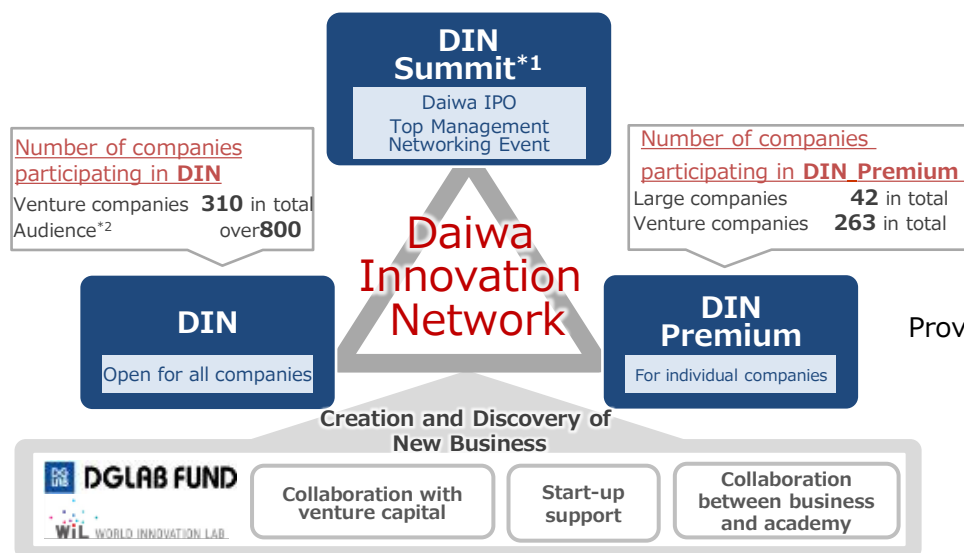 DIN
Summit*1
Daiwa IPO
Top Management
Networking Event
Number of companies
participating in DIN
Venture companies 310 in total
Audience*2 over800
Number of companies
participating in DIN Premium
Large companies 42 in total
Venture companies 263 in total
Daiwa
Innovation
Network
DIN
Open for all companies
DIN
Premium
For individual companies
Prov
Creation and Discovery of
New Business
DG LAB
DGLAB FUND
WiL WORLD INNOVATION LAB
Collaboration with
venture capital
Start-up
support
Collaboration
between business
and academy